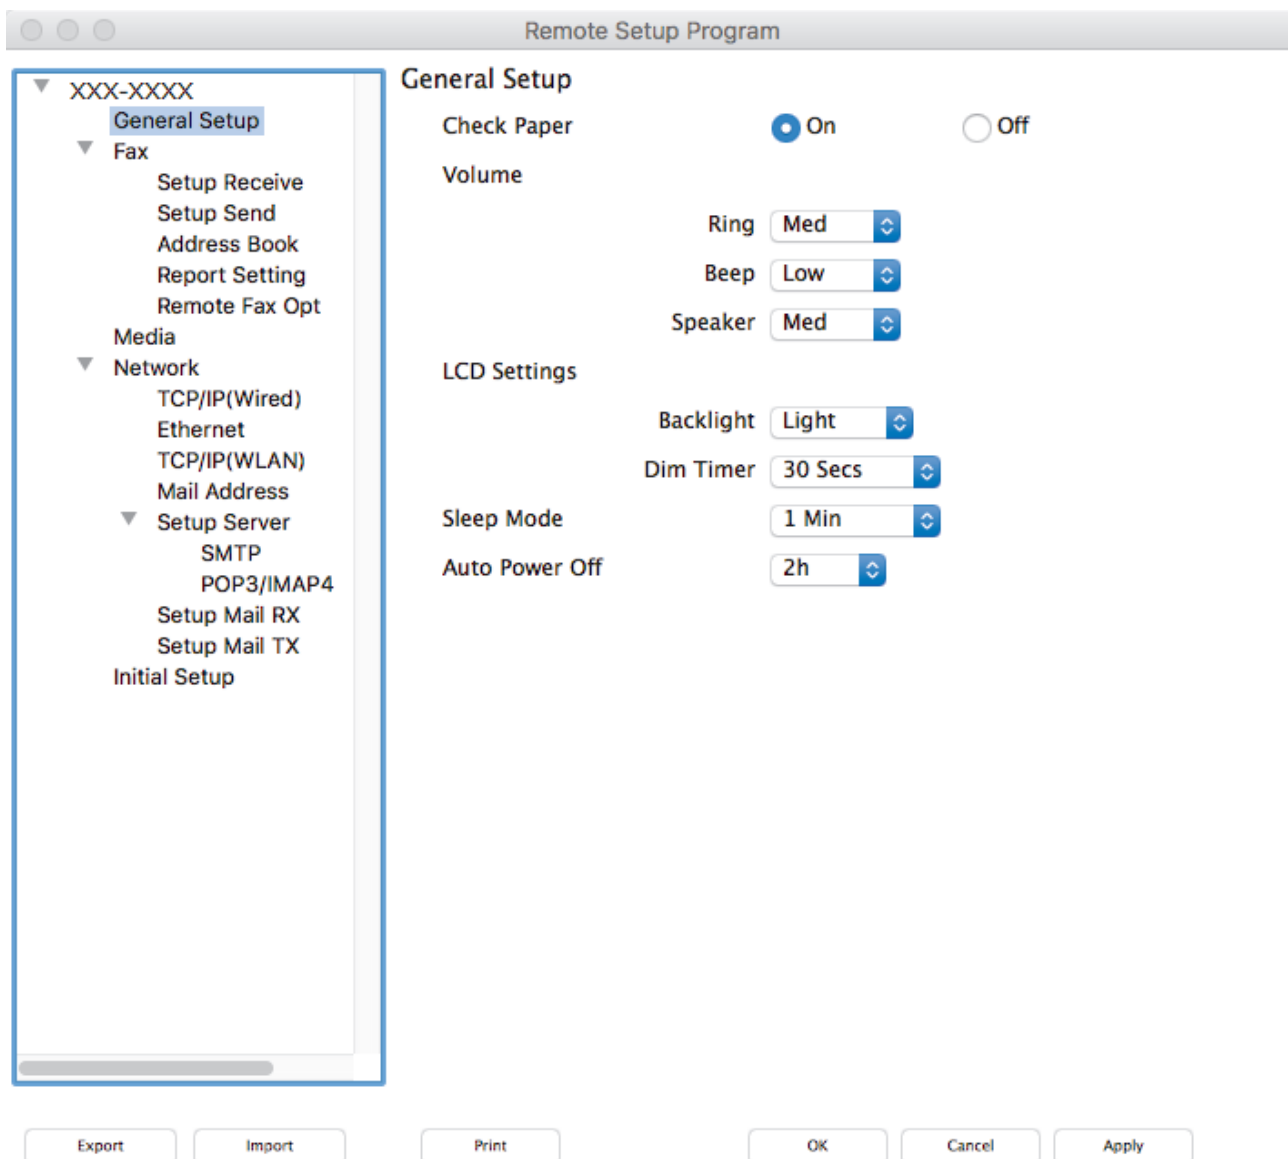 Remote Setup Program
XXX-XXXX
General Setup
Fax
Setup Receive
Setup Send
Address Book
Report Setting
Remote Fax Opt
Media
Network
TCP/IP(Wired)
Ethernet
TCP/IP(WLAN)
Mail Address
Setup Server
SMTP
POP3/IMAP4
Setup Mail RX
Setup Mail TX
Initial Setup
General Setup
Check Paper On Off
Volume
Ring Med
Beep Low
Speaker Med
LCD Settings
Backlight Light
Dim Timer 30 Secs
Sleep Mode 1 Min
Auto Power Off 2h
Export Import Print OK Cancel Apply